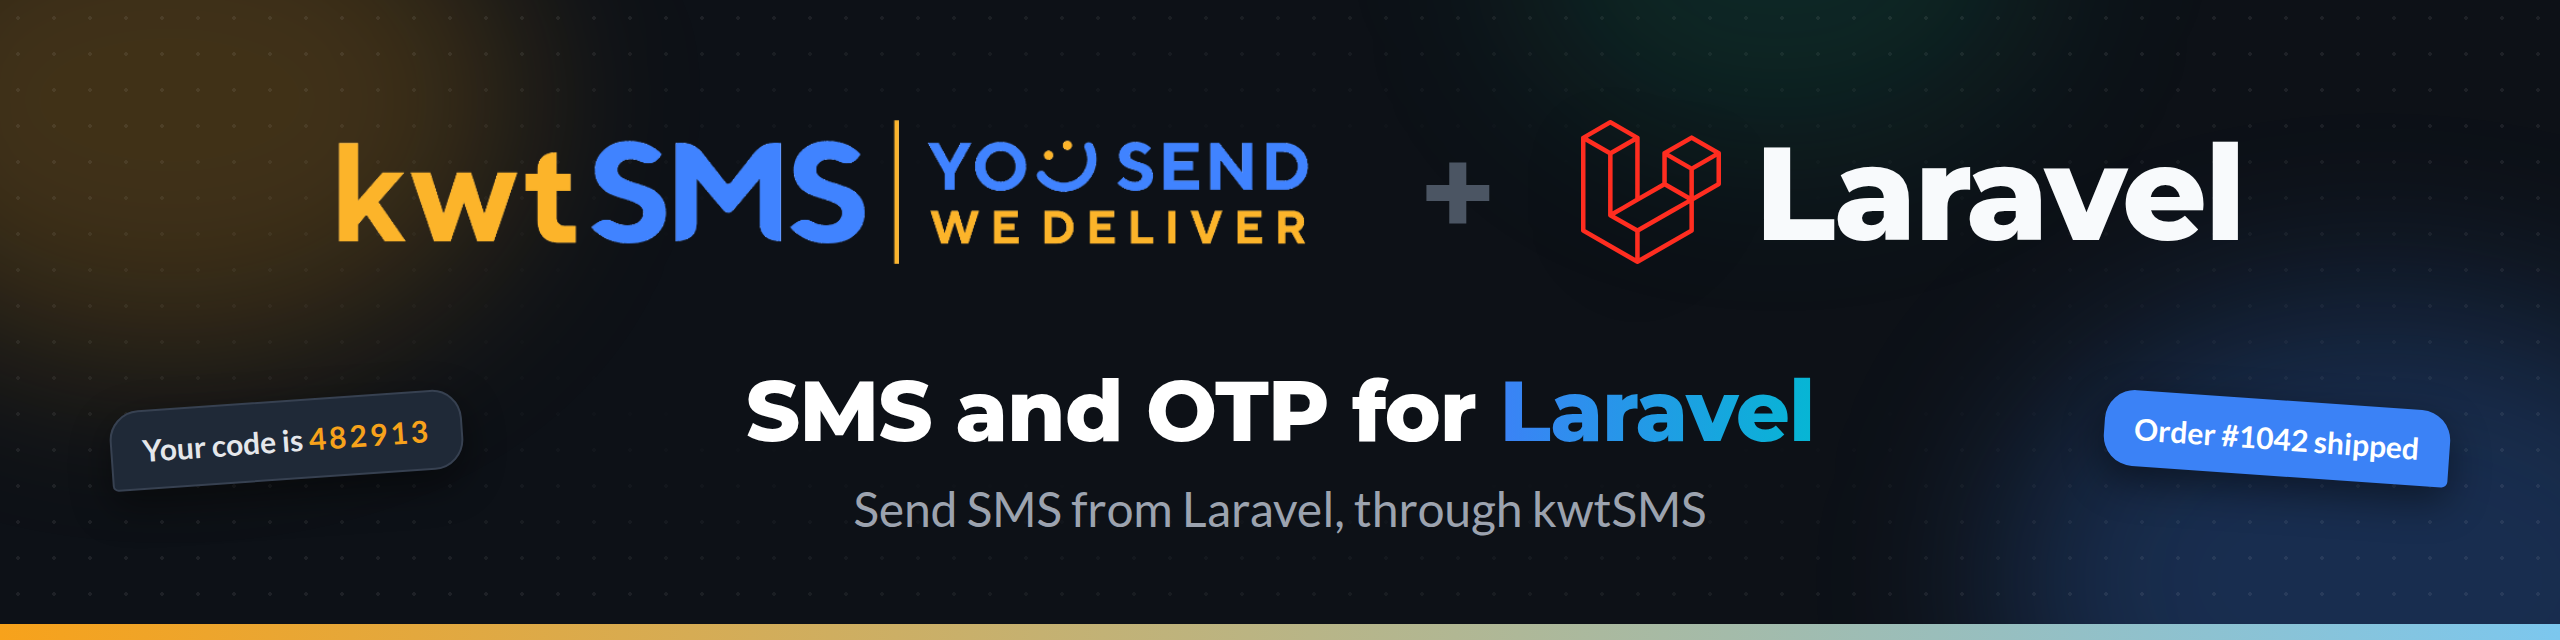 kwtSMS
YOU SEND
WE DELIVER
+
Laravel
SMS and OTP for Laravel
Your code is 482913
Order #1042 shipped
Send SMS from Laravel, through kwtSMS